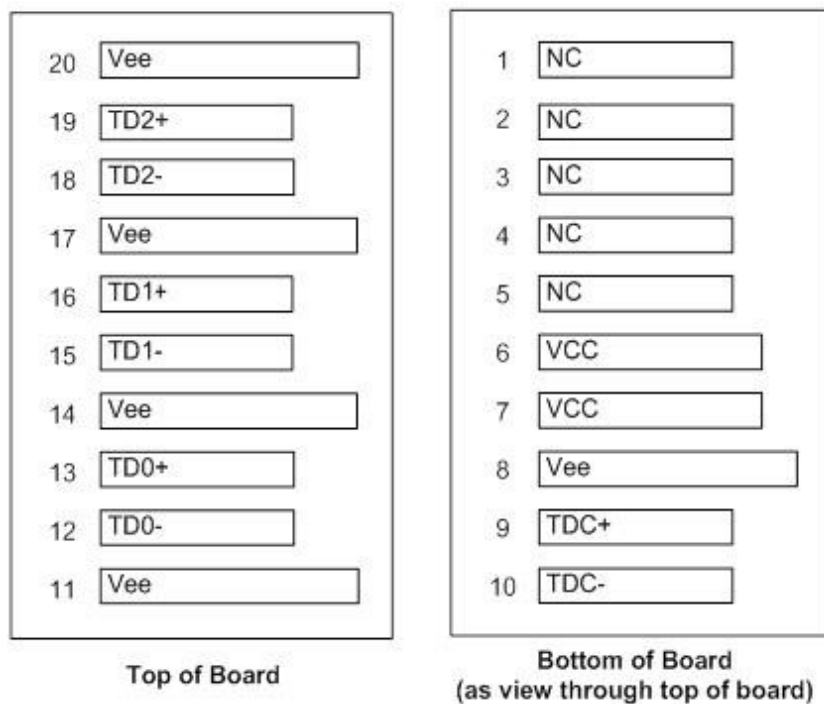 20 Vee
19 TD2+
18 TD2-
17 Vee
16 TD1+
15 TD1-
14 Vee
13 TD0+
12 TD0-
11 Vee
Top of Board
1 NC
2 NC
3 NC
4 NC
5 NC
6 VCC
7 VCC
8 Vee
9 TDC+
10 TDC-
Bottom of Board
(as view through top of board)